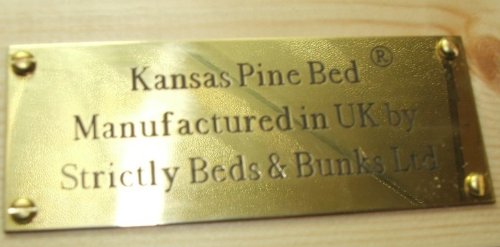 Kansas Pine Bed ®
Manufactured in UK by
Strictly Beds & Bunks Ltd